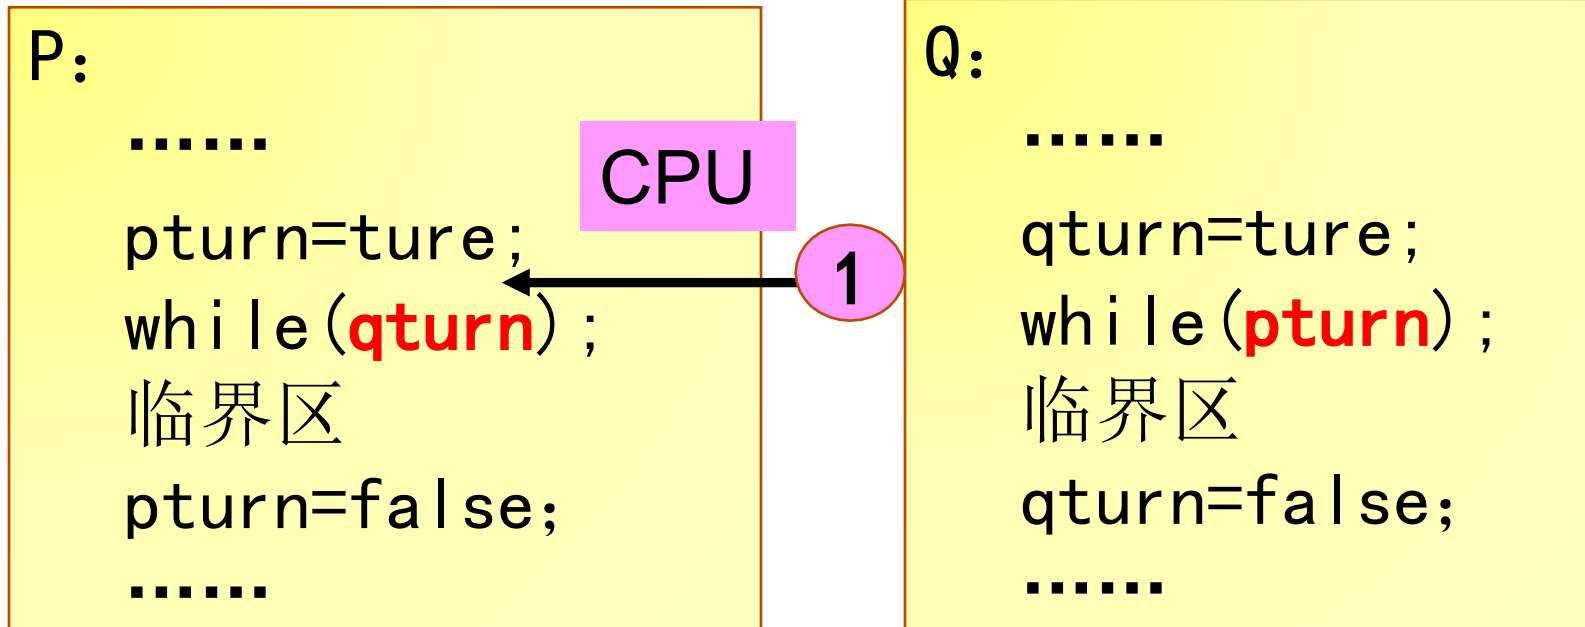 P：
……
pturn=ture;
while(qturn);
临界区
pturn=false；
……
CPU
1
Q：
……
qturn=ture;
while(pturn);
临界区
qturn=false；
……